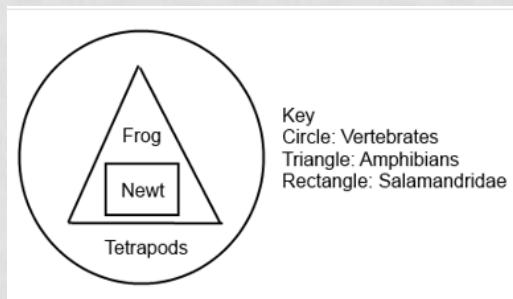 Frog
Newt
Tetrapods
Key
Circle: Vertebrates
Triangle: Amphibians
Rectangle: Salamandridae